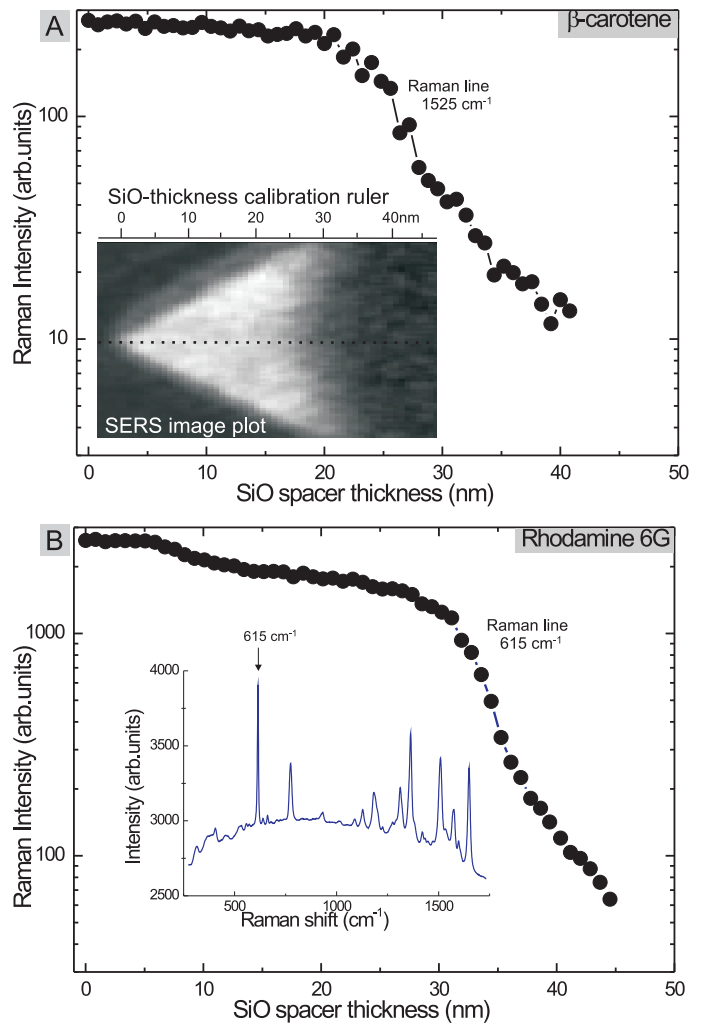 A
β-carotene
Raman line
1525 cm⁻¹
100
10
Raman Intensity (arb.units)
SiO-thickness calibration ruler
0 10 20 30 40nm
SERS image plot
0 10 20 30 40 50
SiO spacer thickness (nm)
B
Rhodamine 6G
Raman line
615 cm⁻¹
1000
100
Raman Intensity (arb.units)
615 cm⁻¹
4000
3500
3000
2500
Intensity (arb.units)
500 1000 1500
Raman shift (cm⁻¹)
0 10 20 30 40 50
SiO spacer thickness (nm)